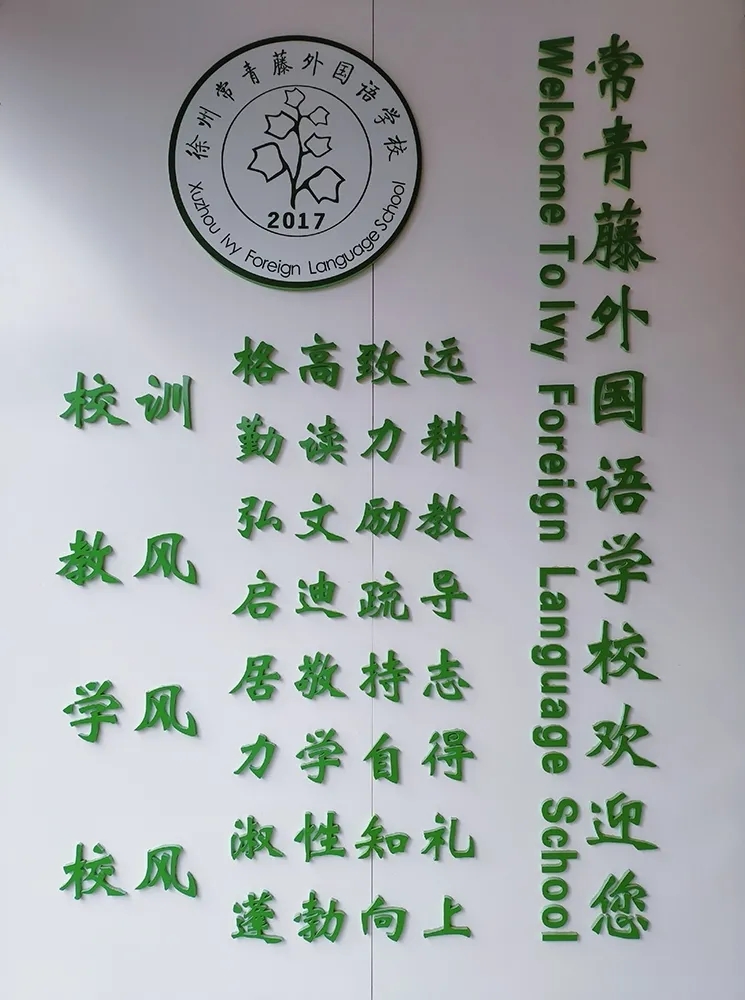 徐州常青藤外国语学校
2017
Xuzhou Ivy Foreign Language School
常青藤外国语学校欢迎您
Welcome To Ivy Foreign Language School
校训
格高致远
勤读力耕
教风
弘文励教
启迪疏导
学风
居敬持志
力学自得
校风
淑性知礼
蓬勃向上